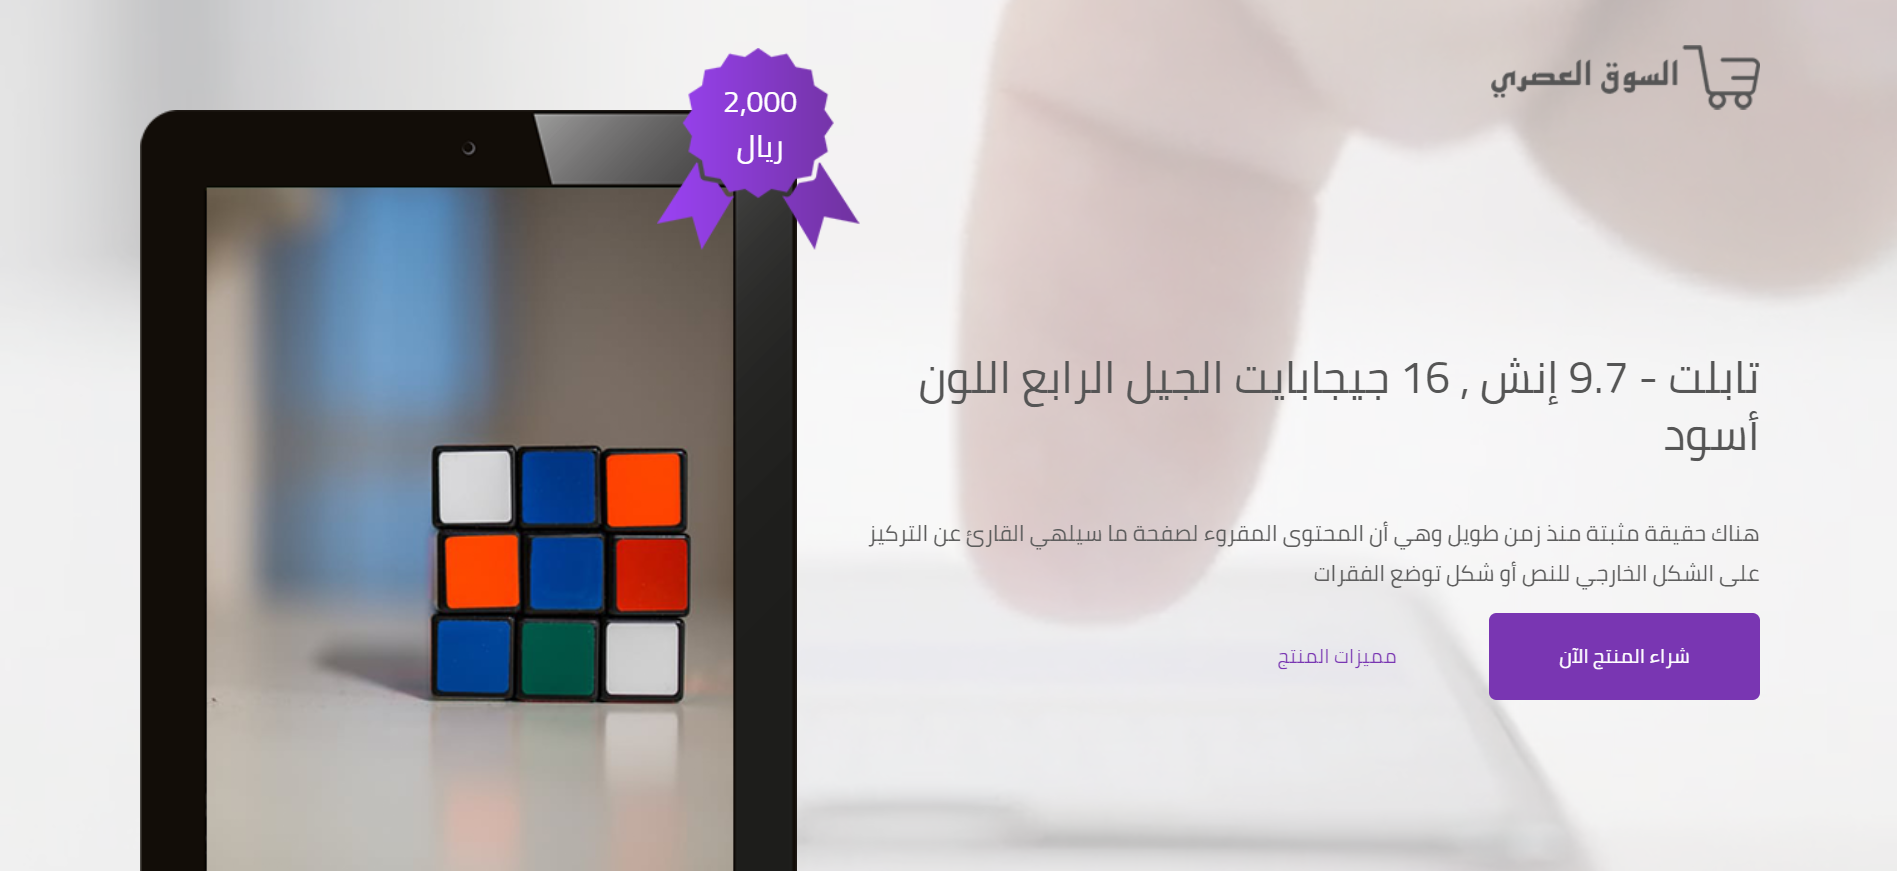 السوق العصري
2,000
ريال
تابلت - 9.7 إنش , 16 جيجابايت الجيل الرابع اللون
أسود
هناك حقيقة مثبتة منذ زمن طويل وهي أن المحتوى المقروء لصفحة ما سيلهي القارئ عن التركيز
على الشكل الخارجي للنص أو شكل توضع الفقرات
شراء المنتج الآن
مميزات المنتج